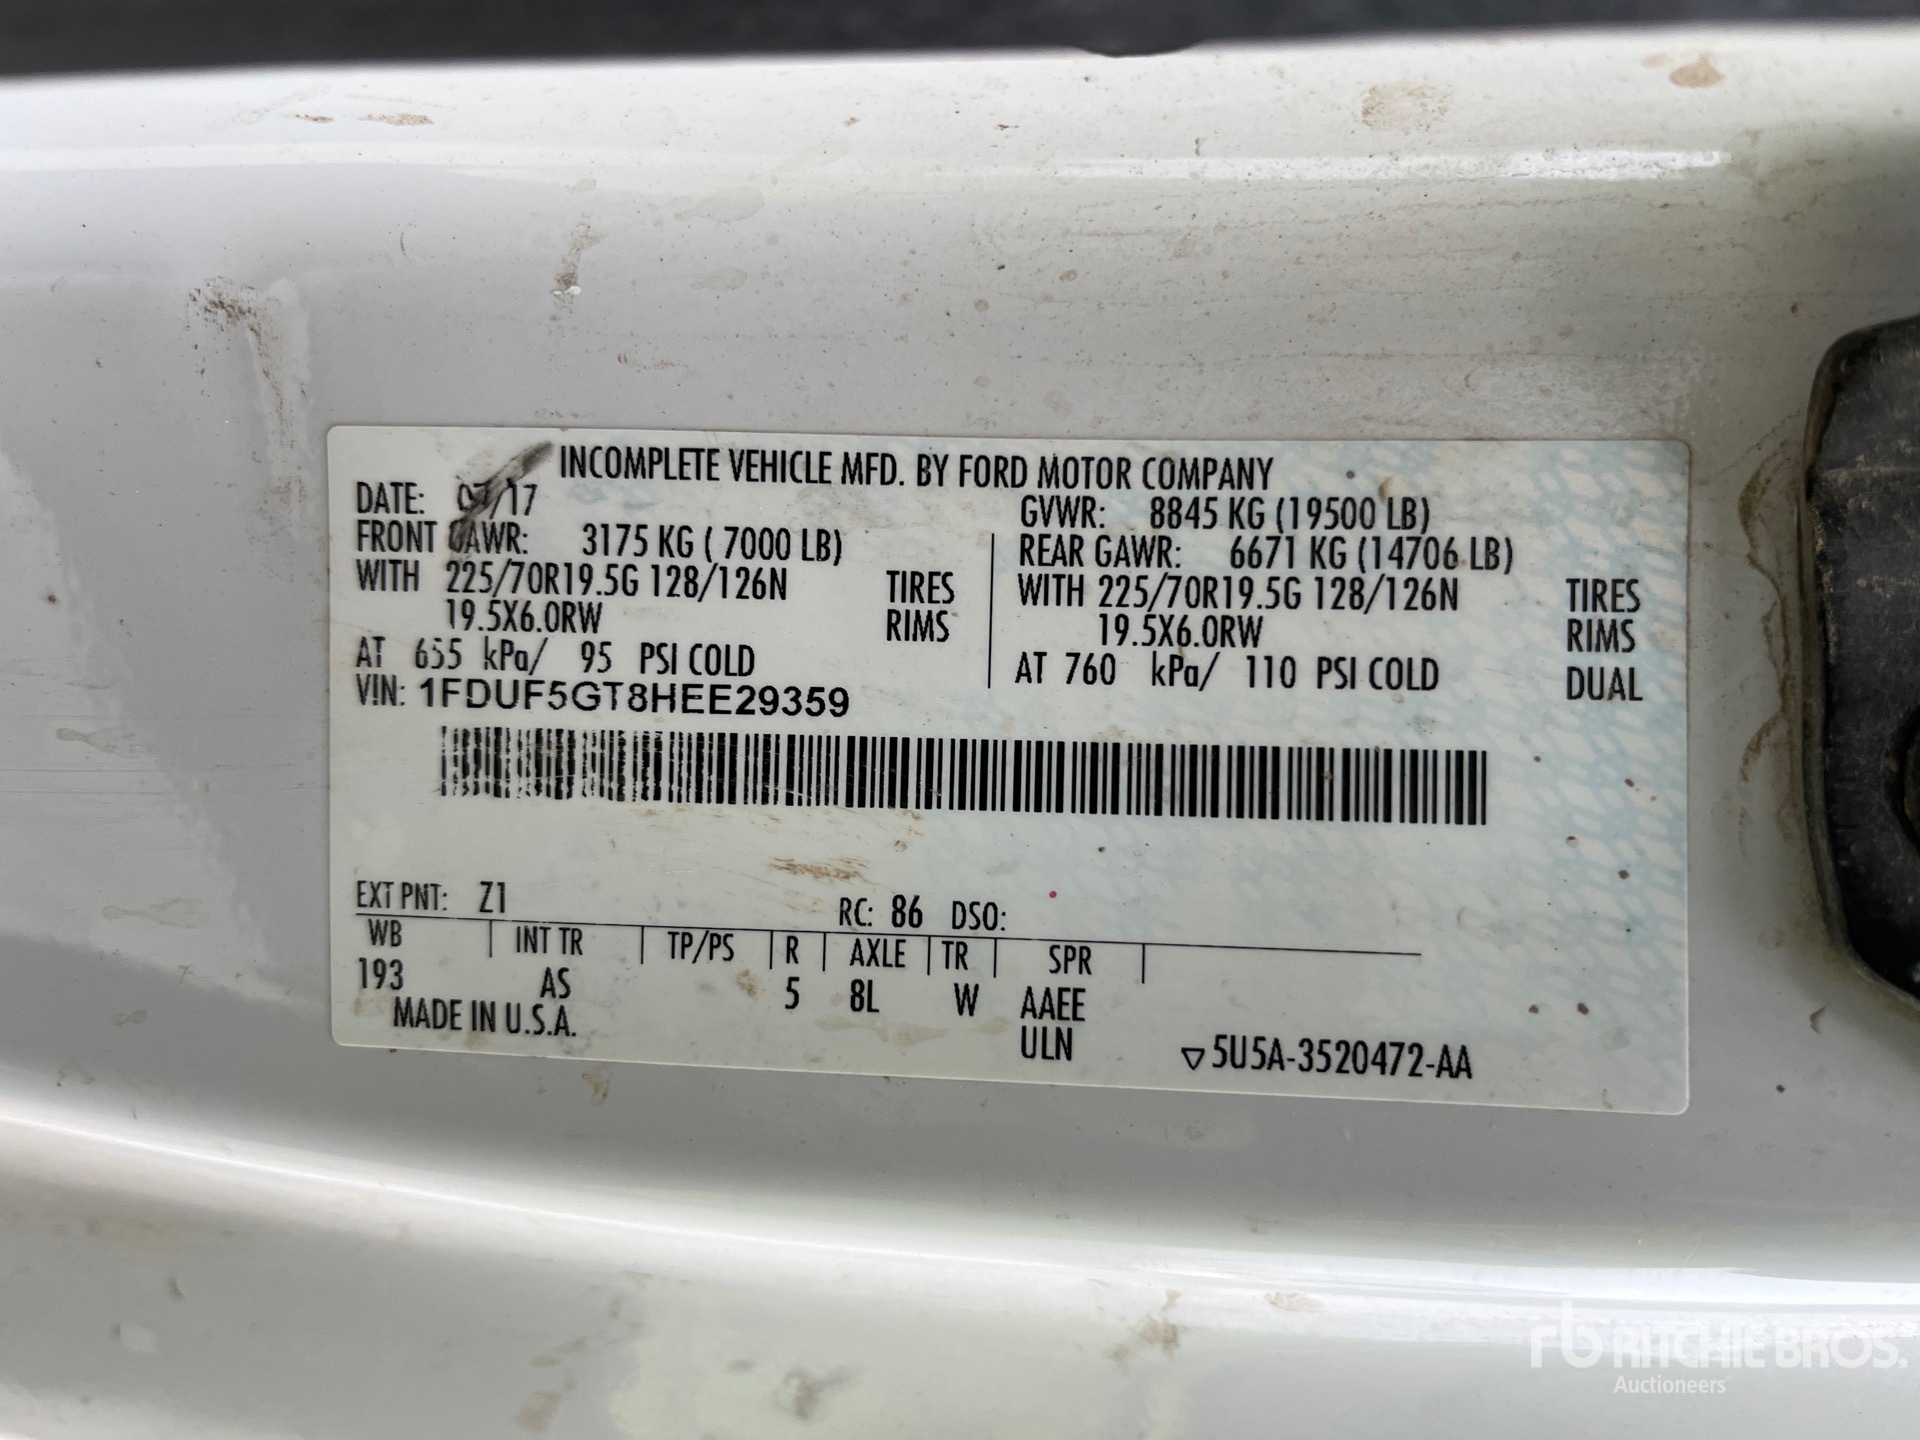 INCOMPLETE VEHICLE MFD. BY FORD MOTOR COMPANY
DATE: 07/17
GVWR: 8845 KG (19500 LB)
FRONT GAWR: 3175 KG ( 7000 LB)
WITH 225/70R19.5G 128/126N TIRES
19.5X6.0RW RIMS
AT 655 kPa/ 95 PSI COLD
REAR GAWR: 6671 KG (14706 LB)
WITH 225/70R19.5G 128/126N TIRES
19.5X6.0RW RIMS
AT 760 kPa/ 110 PSI COLD DUAL
VIN: 1FDUF5GT8HEE29359
EXT PNT: Z1 RC: 86 DSO:
WB INT TR TP/PS R AXLE TR SPR
193 AS 5 8L W AAEE
MADE IN U.S.A. ULN ▽5U5A-3520472-AA
rb RITCHIE BROS.
Auctioneers